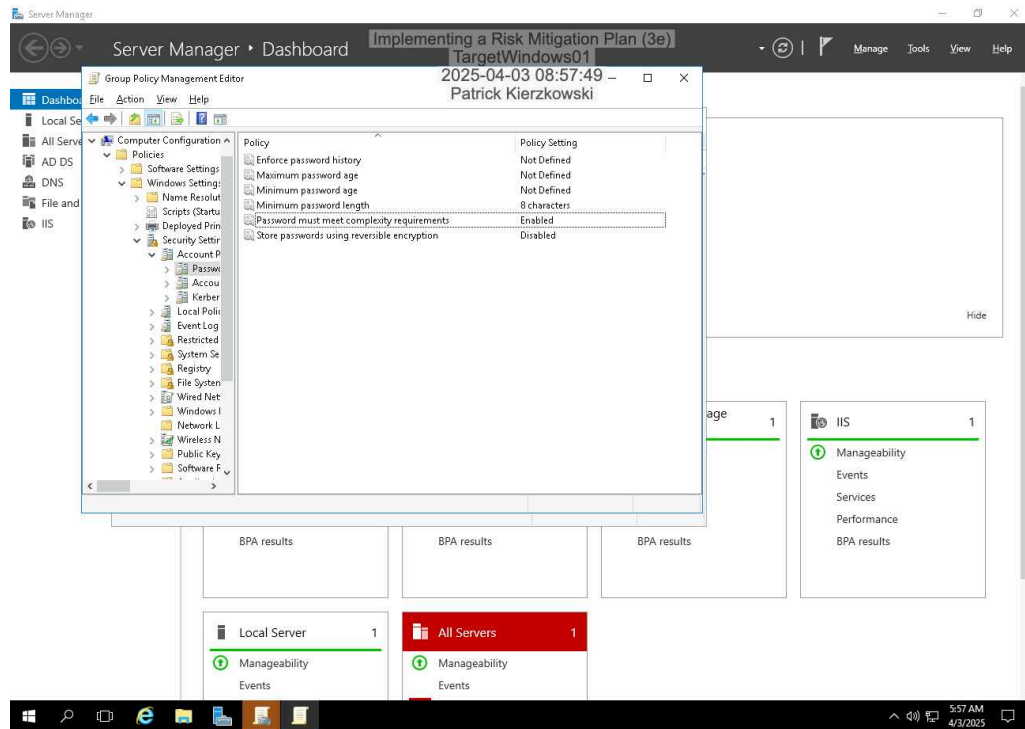 Server Manager
Server Manager • Dashboard
Implementing a Risk Mitigation Plan (3e)
TargetWindows01
2025-04-03 08:57:49 –
Patrick Kierzkowski
Manage Tools View Help
Dashbo
Local Se
All Serve
AD DS
DNS
File and
IIS
Group Policy Management Editor
File Action View Help
Computer Configuration
Policies
Software Settings
Windows Setting
Name Resolut
Scripts (Startu
Deployed Prin
Security Settir
Account P
Passwo
Accou
Kerber
Local Polic
Event Log
Restricted
System Se
Registry
File Systen
Wired Net
Windows I
Network L
Wireless N
Public Key
Software R
Policy Policy Setting
Enforce password history Not Defined
Maximum password age Not Defined
Minimum password age Not Defined
Minimum password length 8 characters
Password must meet complexity requirements Enabled
Store passwords using reversible encryption Disabled
Hide
BPA results
BPA results
age 1
BPA results
IIS 1
Manageability
Events
Services
Performance
BPA results
Local Server 1
Manageability
Events
All Servers 1
Manageability
Events
5:57 AM
4/3/2025